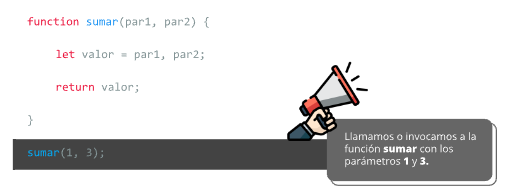 function sumar(par1, par2) {
let valor = par1, par2;
return valor;
}
sumar(1, 3);
Llamamos o invocamos a la
función sumar con los
parámetros 1 y 3.